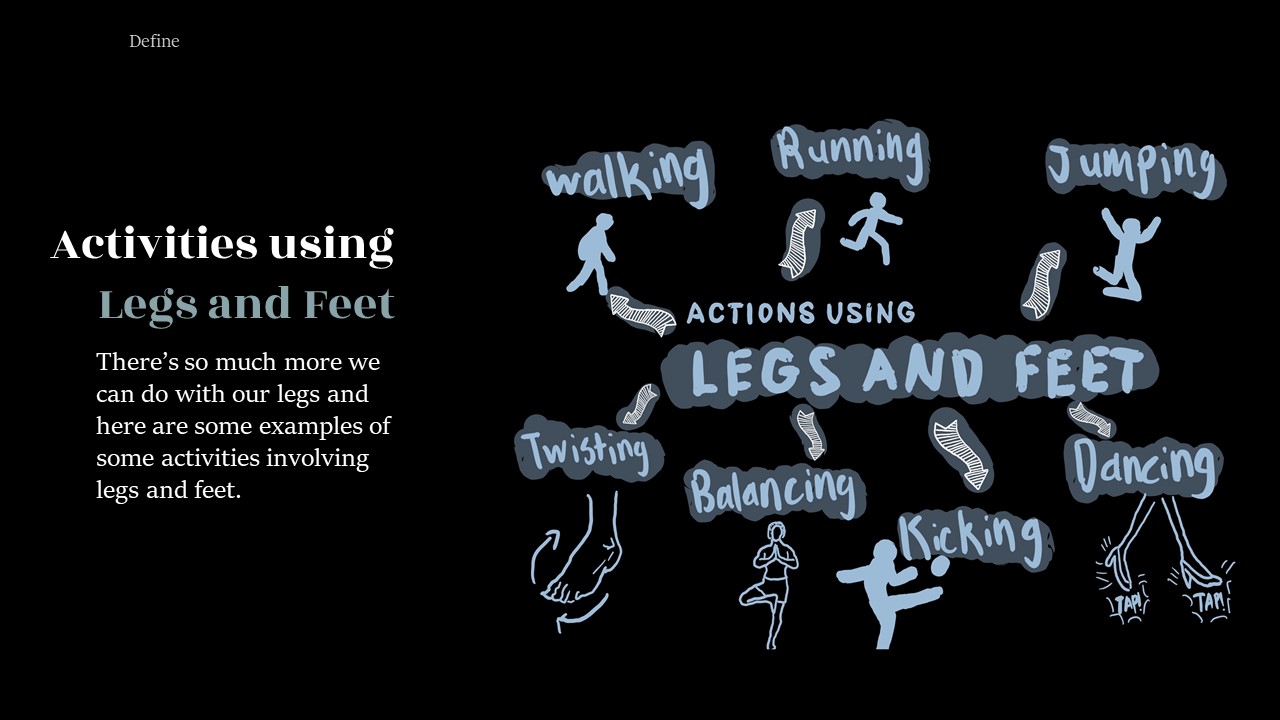 Define
Activities using
Legs and Feet
There’s so much more we
can do with our legs and
here are some examples of
some activities involving
legs and feet.
walking
Running
Jumping
ACTIONS USING
LEGS AND FEET
Twisting
Balancing
Kicking
Dancing
TAP!
TAP!